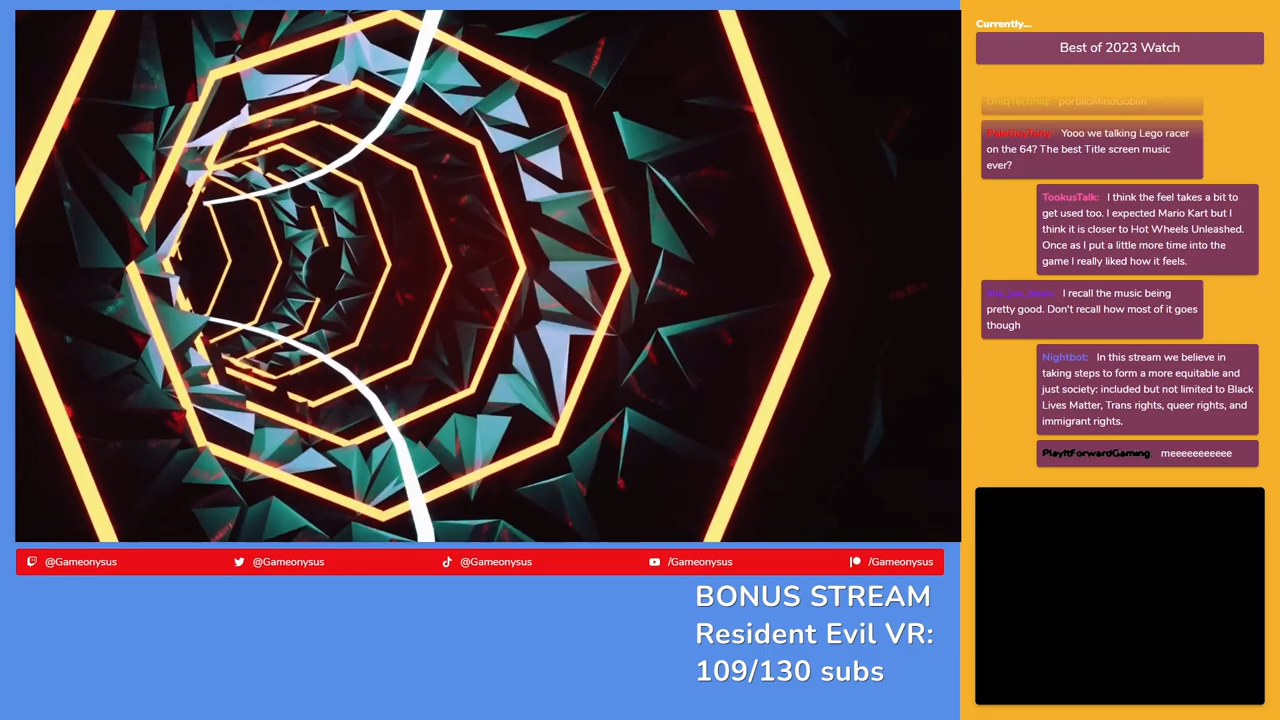 Currently...
Best of 2023 Watch
UniqTechniq: portilloMindGoblin
PaleGuyTony: Yooo we talking Lego racer
on the 64? The best Title screen music
ever?
TookusTalk: I think the feel takes a bit to
get used too. I expected Mario Kart but I
think it is closer to Hot Wheels Unleashed.
Once as I put a little more time into the
game I really liked how it feels.
I recall the music being
pretty good. Don't recall how most of it goes
though
Nightbot: In this stream we believe in
taking steps to form a more equitable and
just society: included but not limited to Black
Lives Matter, Trans rights, queer rights, and
immigrant rights.
PlayItForwardGaming: meeeeeeeeeee
@Gameonysus
@Gameonysus
@Gameonysus
/Gameonysus
/Gameonysus
BONUS STREAM
Resident Evil VR:
109/130 subs